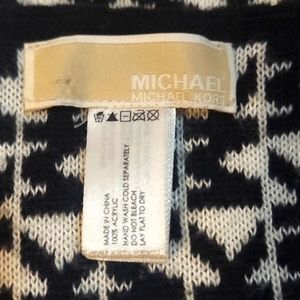 MICHAEL
MICHAEL KORS
MADE IN CHINA
100% ACRYLIC
HAND WASH COLD SEPARATELY
DO NOT BLEACH
LAY FLAT TO DRY